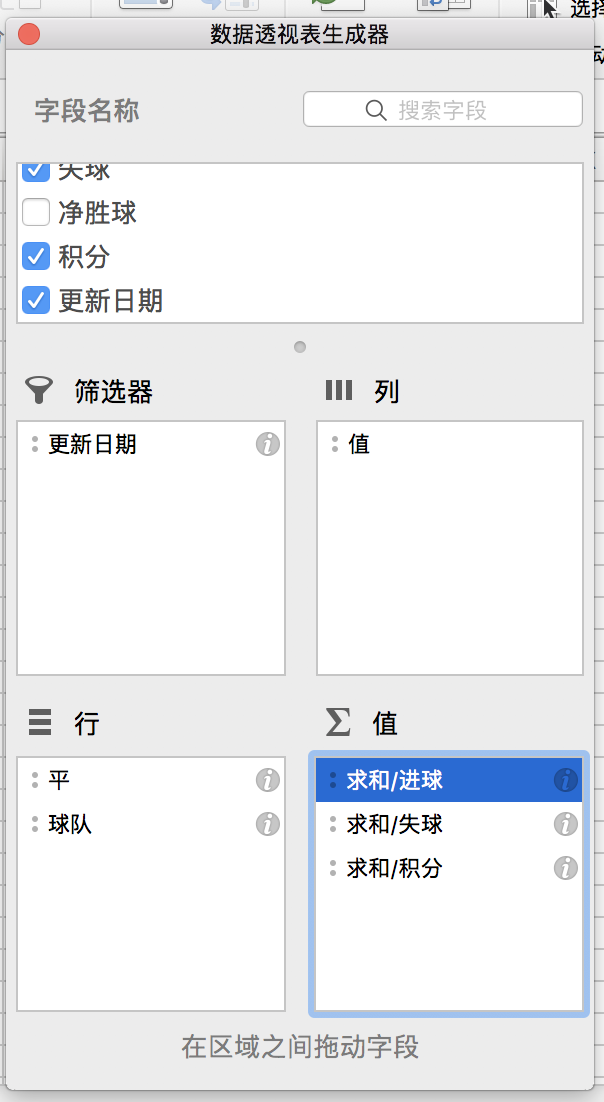 选择
数据透视表生成器
字段名称
搜索字段
失球
净胜球
积分
更新日期
筛选器
列
更新日期
值
行
值
平
求和/进球
球队
求和/失球
求和/积分
在区域之间拖动字段